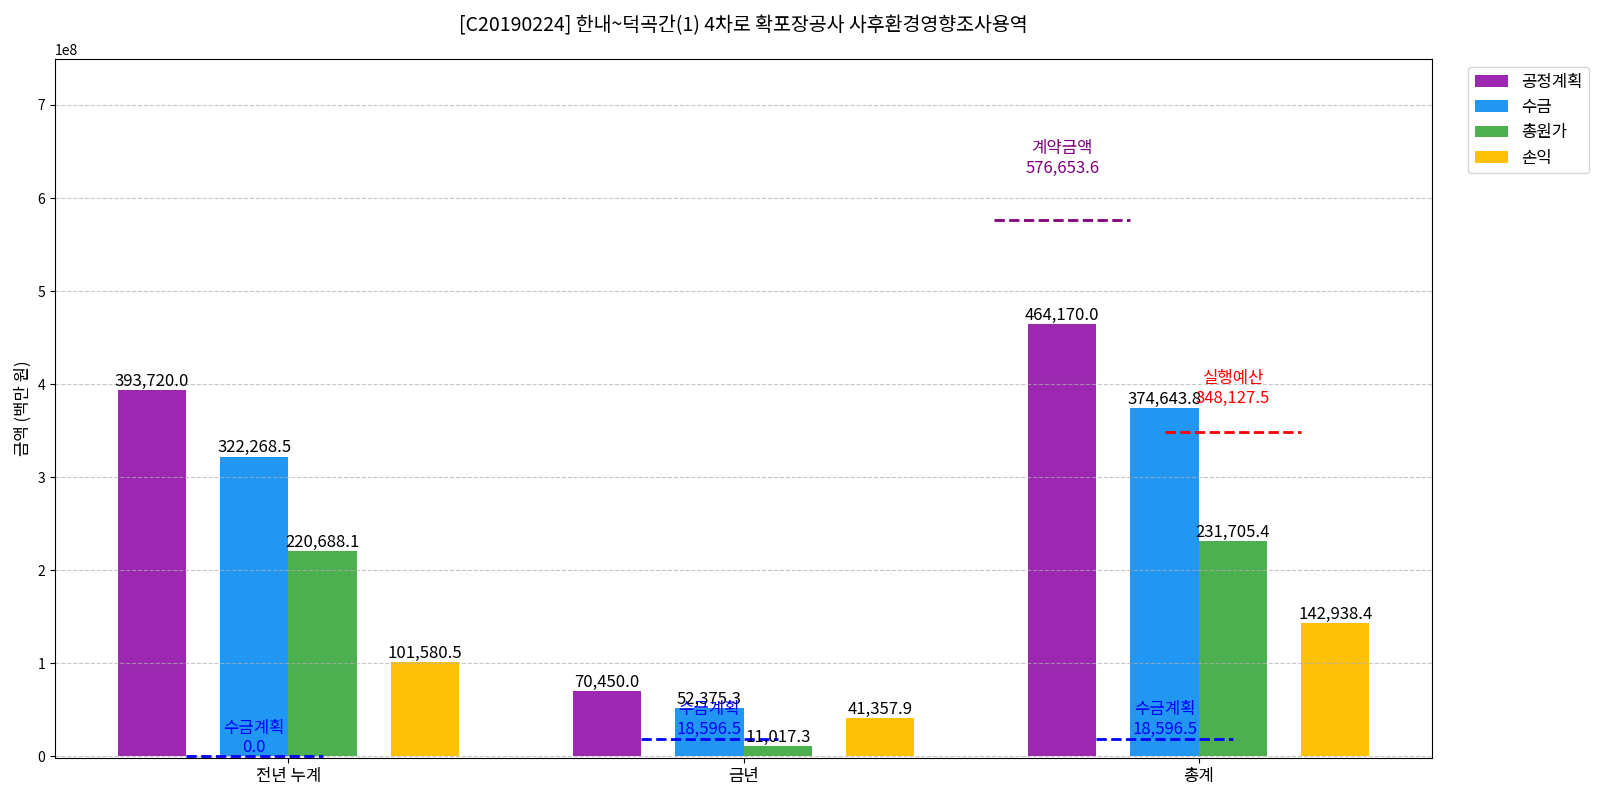 [C20190224] 한내~덕곡간(1) 4차로 확포장공사 사후환경영향조사용역
1e8
금액 (백만 원)
7
6
5
4
3
2
1
0
계약금액
576,653.6
464,170.0
393,720.0
실행예산
348,127.5
374,643.8
322,268.5
231,705.4
220,688.1
142,938.4
101,580.5
70,450.0
52,375.3
41,357.9
11,017.3
수금계획
0.0
수금계획
18,596.5
수금계획
18,596.5
전년 누계
금년
총계
공정계획
수금
총원가
손익